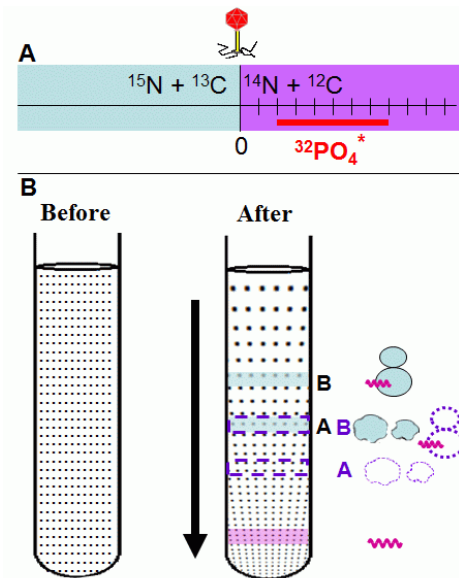 A
¹⁵N + ¹³C ¹⁴N + ¹²C
0 ³²PO₄*
B
Before After
B
A B
A